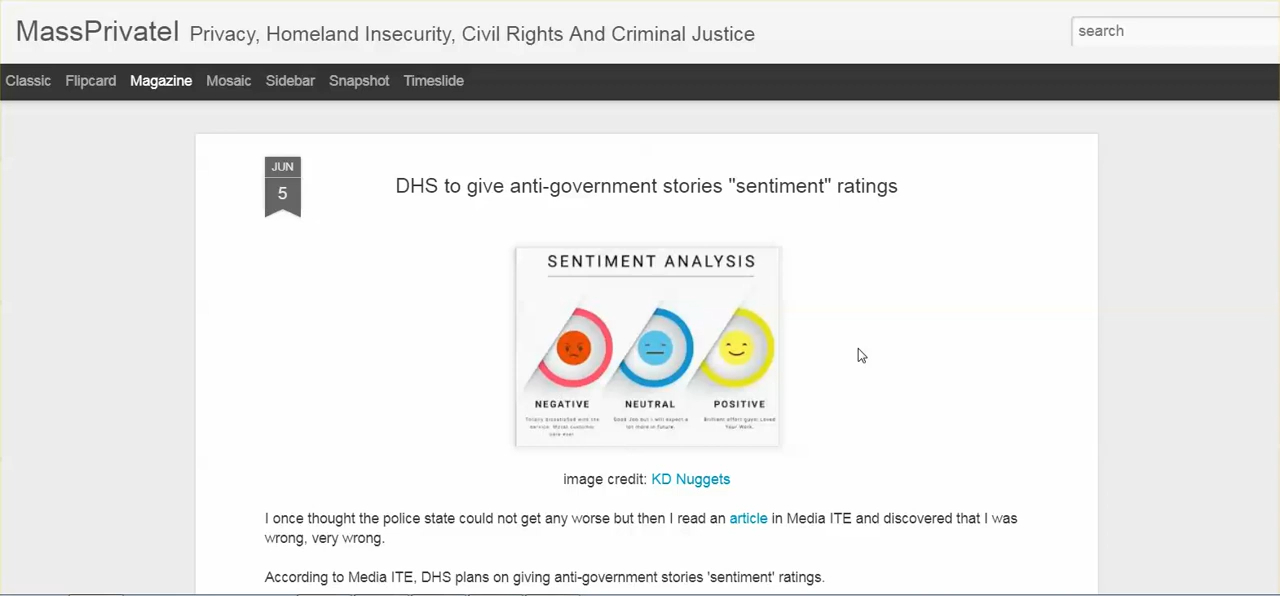 MassPrivateI Privacy, Homeland Insecurity, Civil Rights And Criminal Justice
search
Classic Flipcard Magazine Mosaic Sidebar Snapshot Timeslide
JUN
5
DHS to give anti-government stories "sentiment" ratings
SENTIMENT ANALYSIS
NEGATIVE NEUTRAL POSITIVE
image credit: KD Nuggets
I once thought the police state could not get any worse but then I read an article in Media ITE and discovered that I was
wrong, very wrong.
According to Media ITE, DHS plans on giving anti-government stories 'sentiment' ratings.